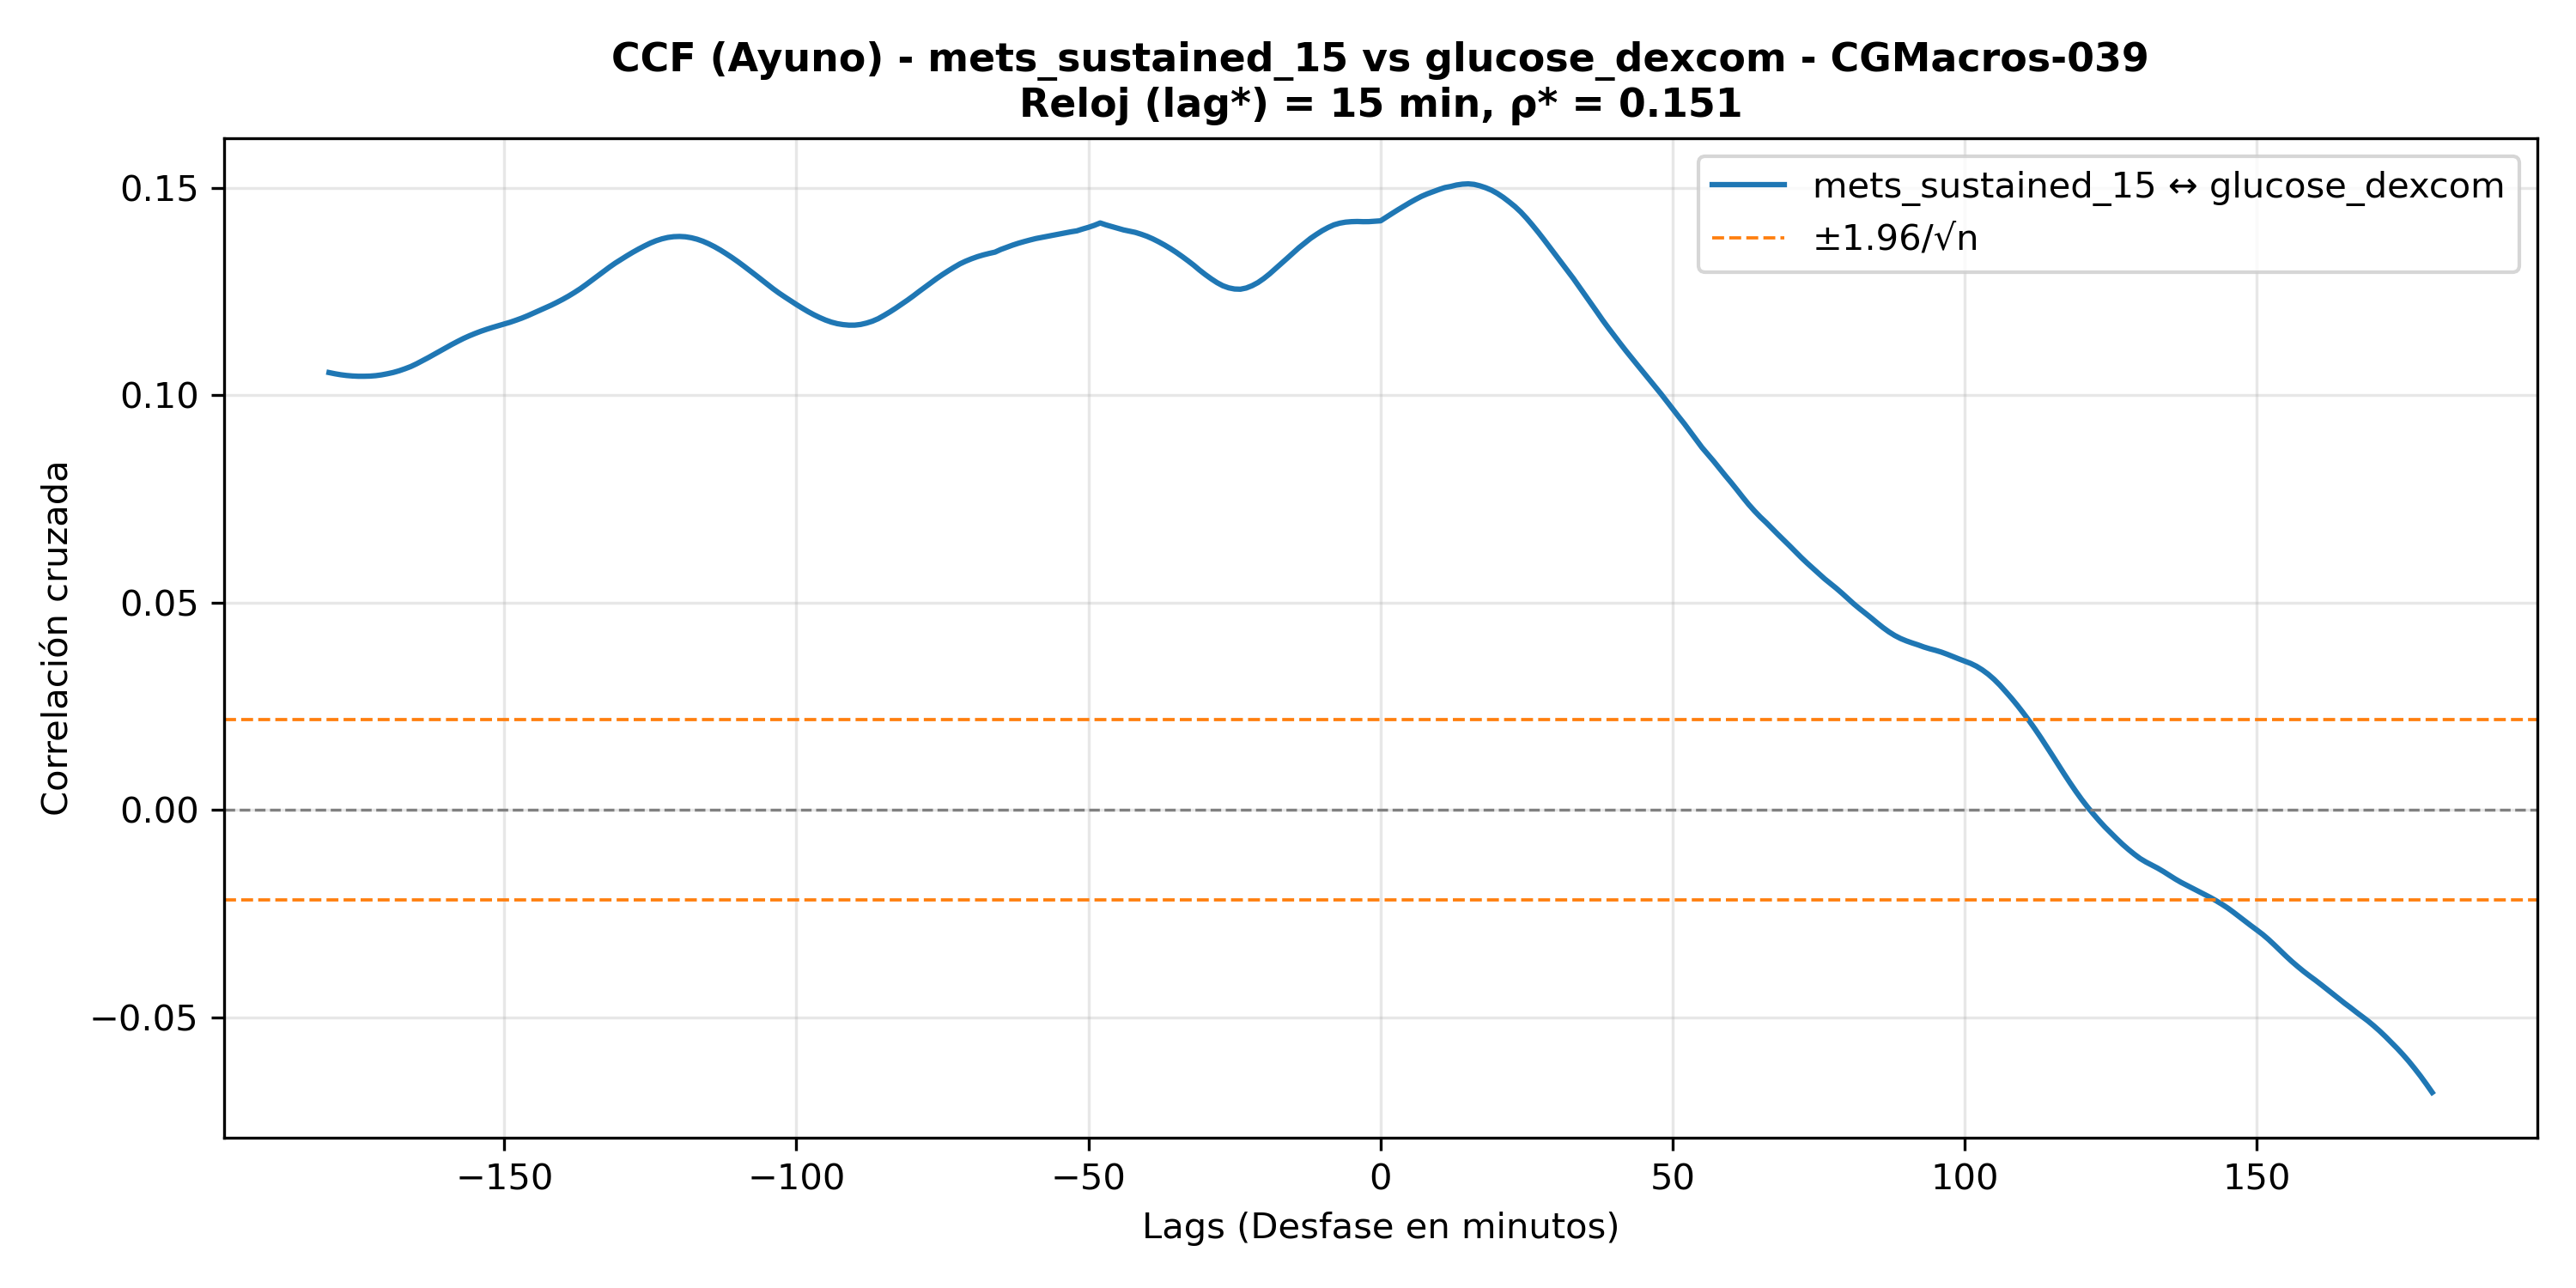 CCF (Ayuno) - mets_sustained_15 vs glucose_dexcom - CGMacros-039
Reloj (lag*) = 15 min, ρ* = 0.151
mets_sustained_15 ↔ glucose_dexcom
±1.96/√n
Correlación cruzada
0.15
0.10
0.05
0.00
−0.05
−150
−100
−50
0
50
100
150
Lags (Desfase en minutos)